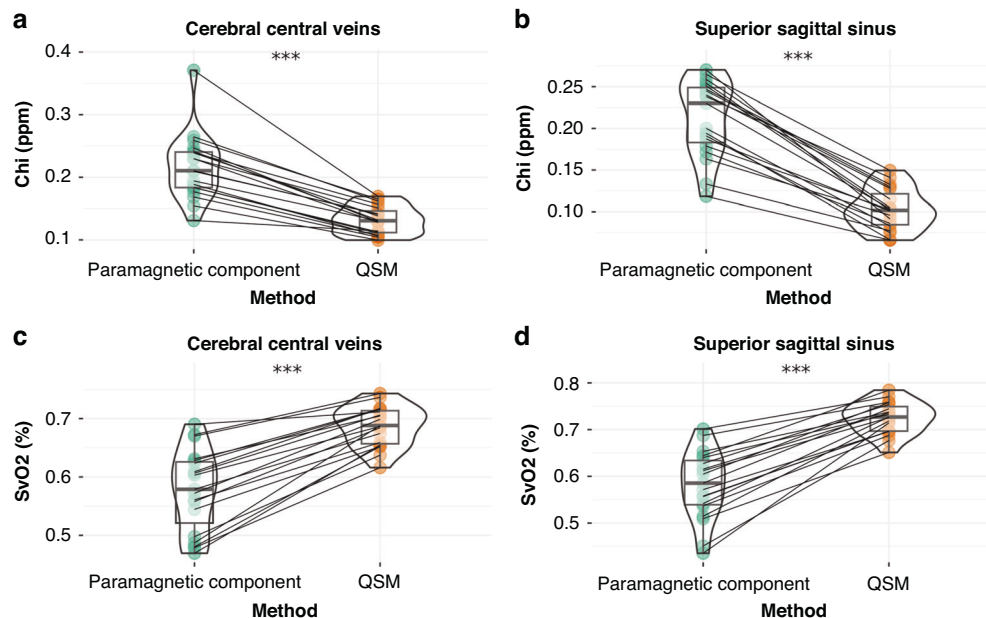 a
Cerebral central veins
***
Chi (ppm)
0.4
0.3
0.2
0.1
Paramagnetic component
QSM
Method
b
Superior sagittal sinus
***
Chi (ppm)
0.25
0.20
0.15
0.10
Paramagnetic component
QSM
Method
c
Cerebral central veins
***
SvO2 (%)
0.7
0.6
0.5
Paramagnetic component
QSM
Method
d
Superior sagittal sinus
***
SvO2 (%)
0.8
0.7
0.6
0.5
Paramagnetic component
QSM
Method